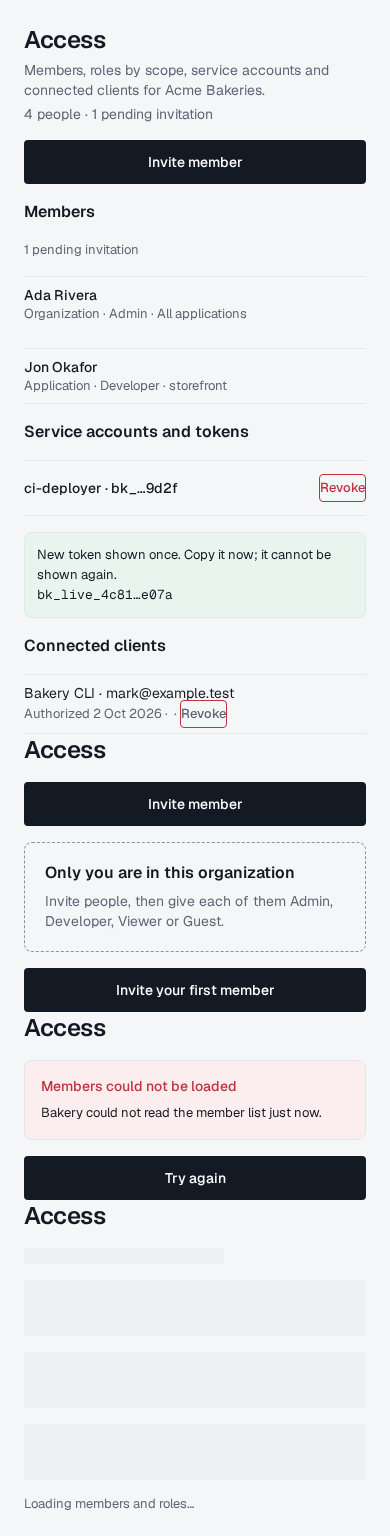 Access
Members, roles by scope, service accounts and
connected clients for Acme Bakeries.
4 people · 1 pending invitation
Invite member
Members
1 pending invitation
Ada Rivera
Organization · Admin · All applications
Jon Okafor
Application · Developer · storefront
Service accounts and tokens
ci-deployer · bk_…9d2f
Revoke
New token shown once. Copy it now; it cannot be
shown again.
bk_live_4c81…e07a
Connected clients
Bakery CLI · mark@example.test
Authorized 2 Oct 2026 · · Revoke
Access
Invite member
Only you are in this organization
Invite people, then give each of them Admin,
Developer, Viewer or Guest.
Invite your first member
Access
Members could not be loaded
Bakery could not read the member list just now.
Try again
Access
Loading members and roles…